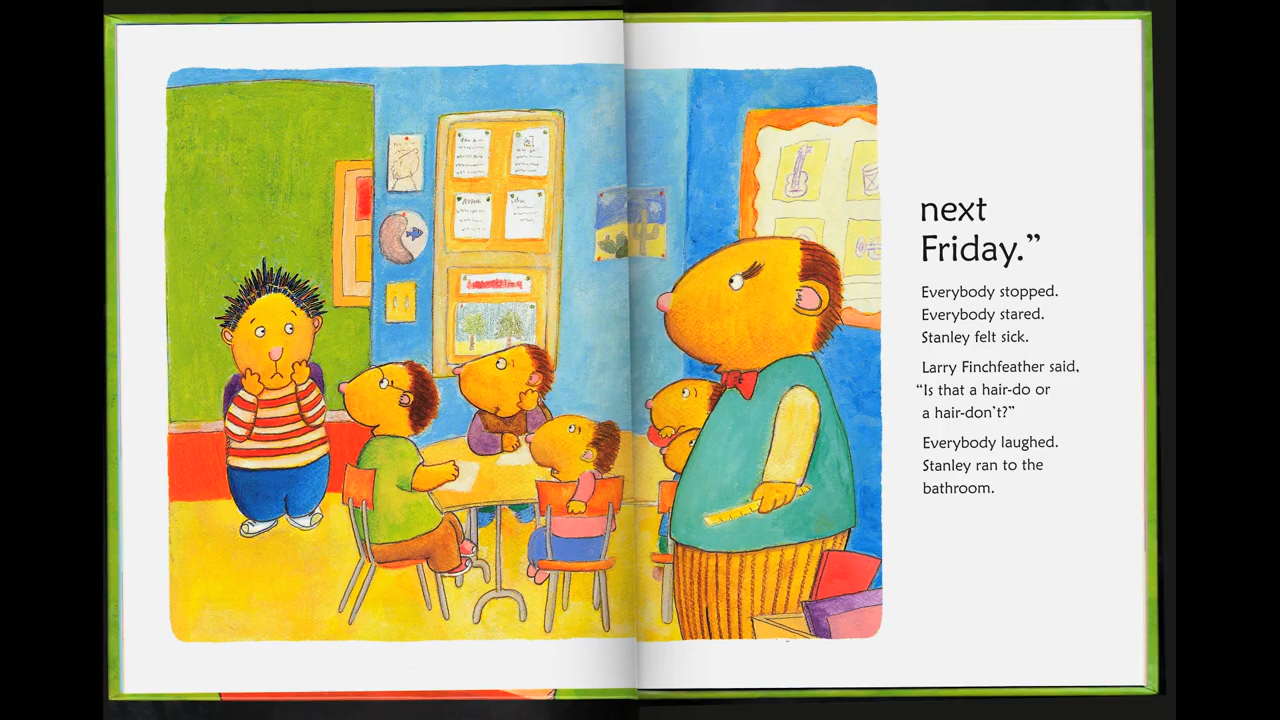 next
Friday.”
Everybody stopped.
Everybody stared.
Stanley felt sick.
Larry Finchfeather said,
“Is that a hair-do or
a hair-don’t?”
Everybody laughed.
Stanley ran to the
bathroom.